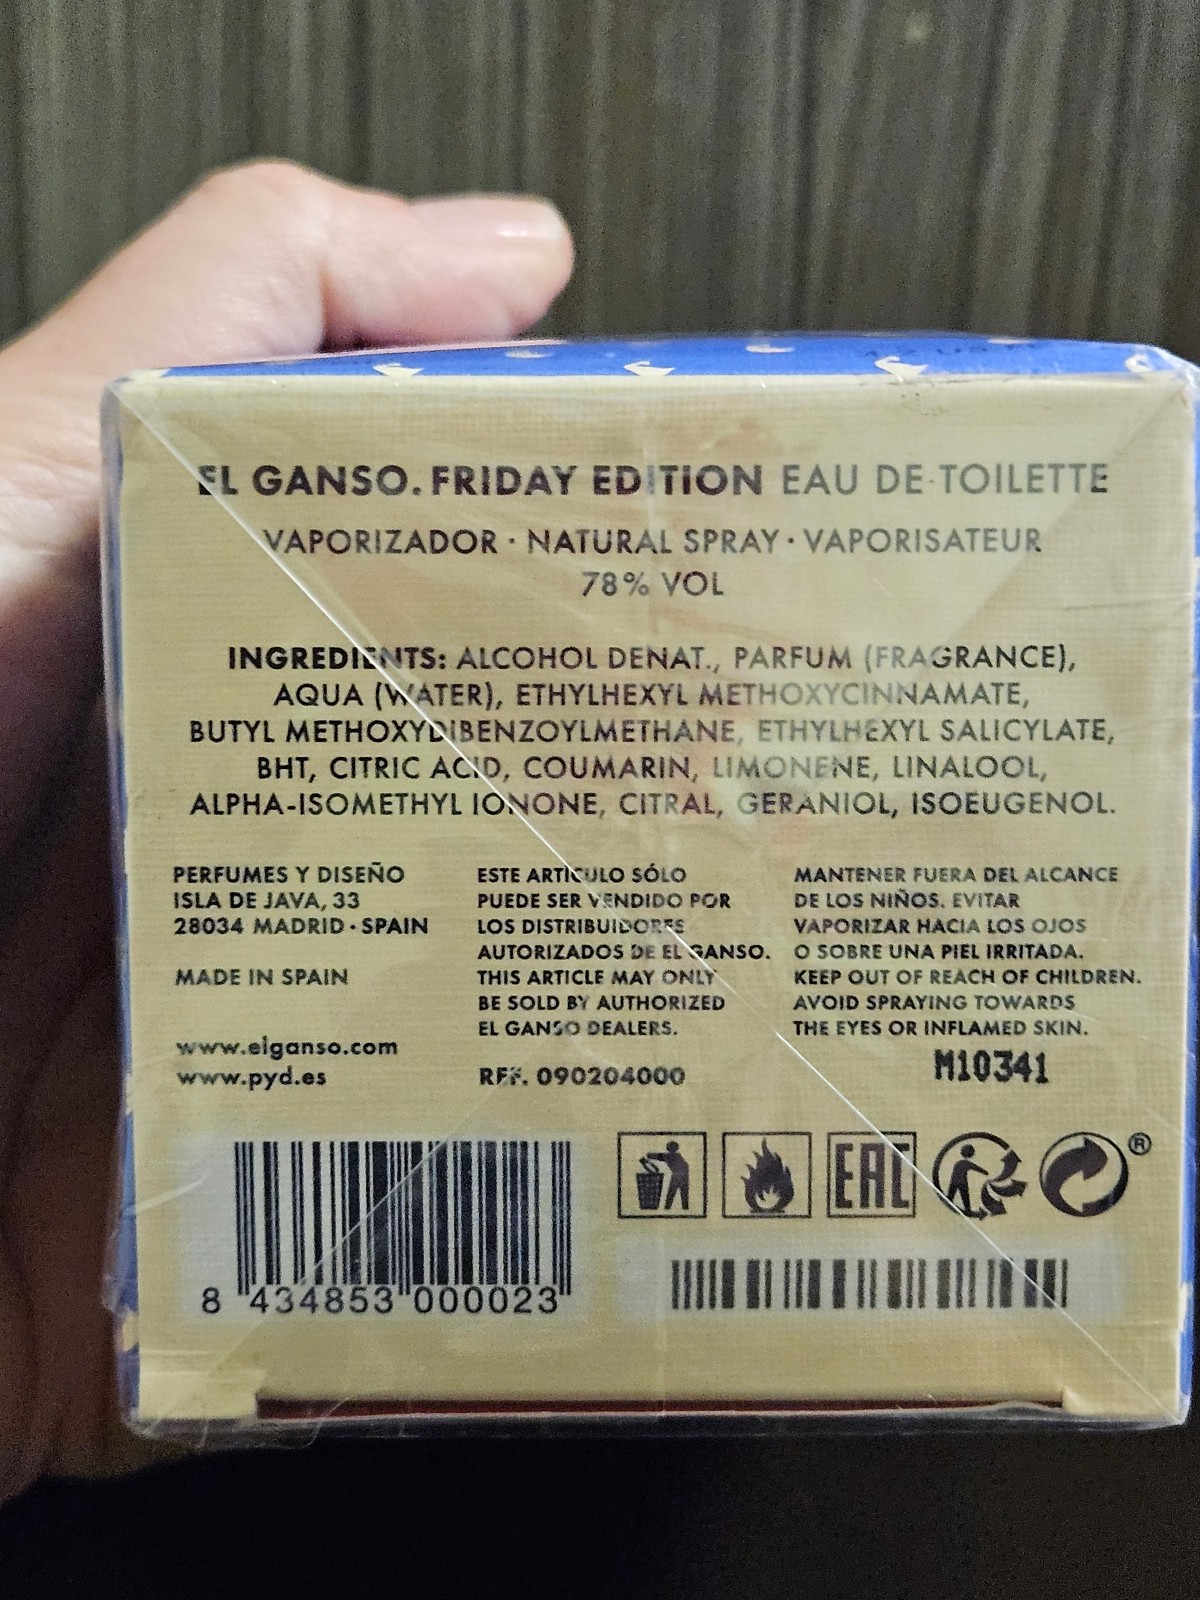 EL GANSO. FRIDAY EDITION EAU DE TOILETTE
VAPORIZADOR · NATURAL SPRAY · VAPORISATEUR
78% VOL
INGREDIENTS: ALCOHOL DENAT., PARFUM (FRAGRANCE),
AQUA (WATER), ETHYLHEXYL METHOXYCINNAMATE,
BUTYL METHOXYDIBENZOYLMETHANE, ETHYLHEXYL SALICYLATE,
BHT, CITRIC ACID, COUMARIN, LIMONENE, LINALOOL,
ALPHA-ISOMETHYL IONONE, CITRAL, GERANIOL, ISOEUGENOL.
PERFUMES Y DISEÑO
ISLA DE JAVA, 33
28034 MADRID · SPAIN
MADE IN SPAIN
www.elganso.com
www.pyd.es
ESTE ARTÍCULO SÓLO
PUEDE SER VENDIDO POR
LOS DISTRIBUIDORES
AUTORIZADOS DE EL GANSO.
THIS ARTICLE MAY ONLY
BE SOLD BY AUTHORIZED
EL GANSO DEALERS.
REF. 090204000
MANTENER FUERA DEL ALCANCE
DE LOS NIÑOS. EVITAR
VAPORIZAR HACIA LOS OJOS
O SOBRE UNA PIEL IRRITADA.
KEEP OUT OF REACH OF CHILDREN.
AVOID SPRAYING TOWARDS
THE EYES OR INFLAMED SKIN.
M10341
EAC
®
8 434853 000023